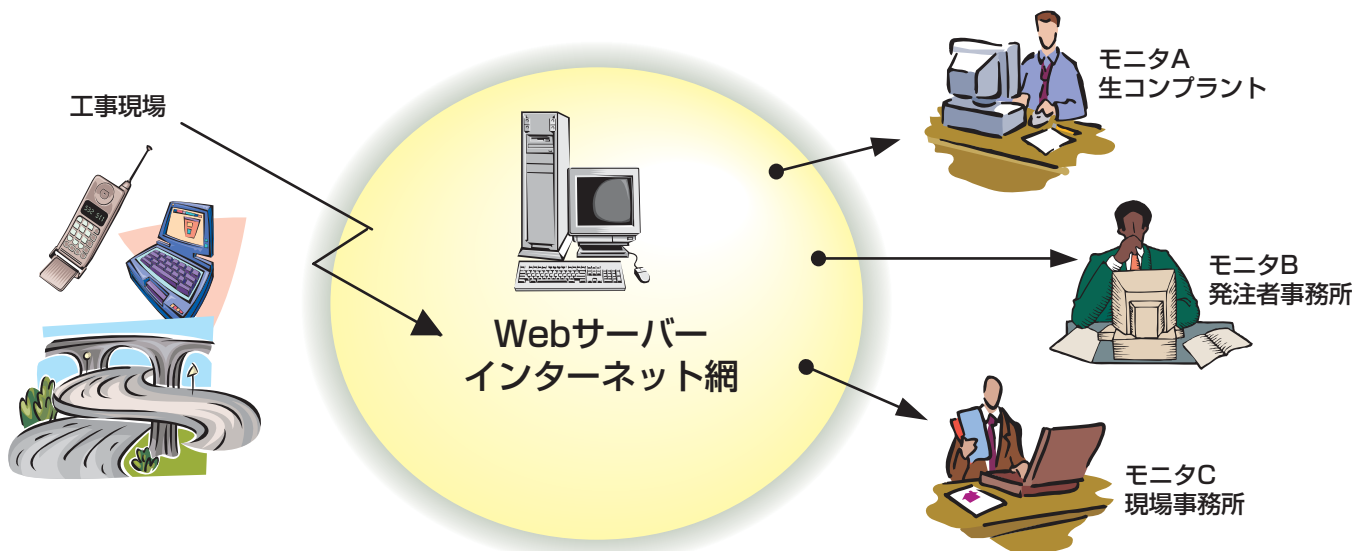 工事現場
Webサーバー
インターネット網
モニタA
生コンプラント
モニタB
発注者事務所
モニタC
現場事務所